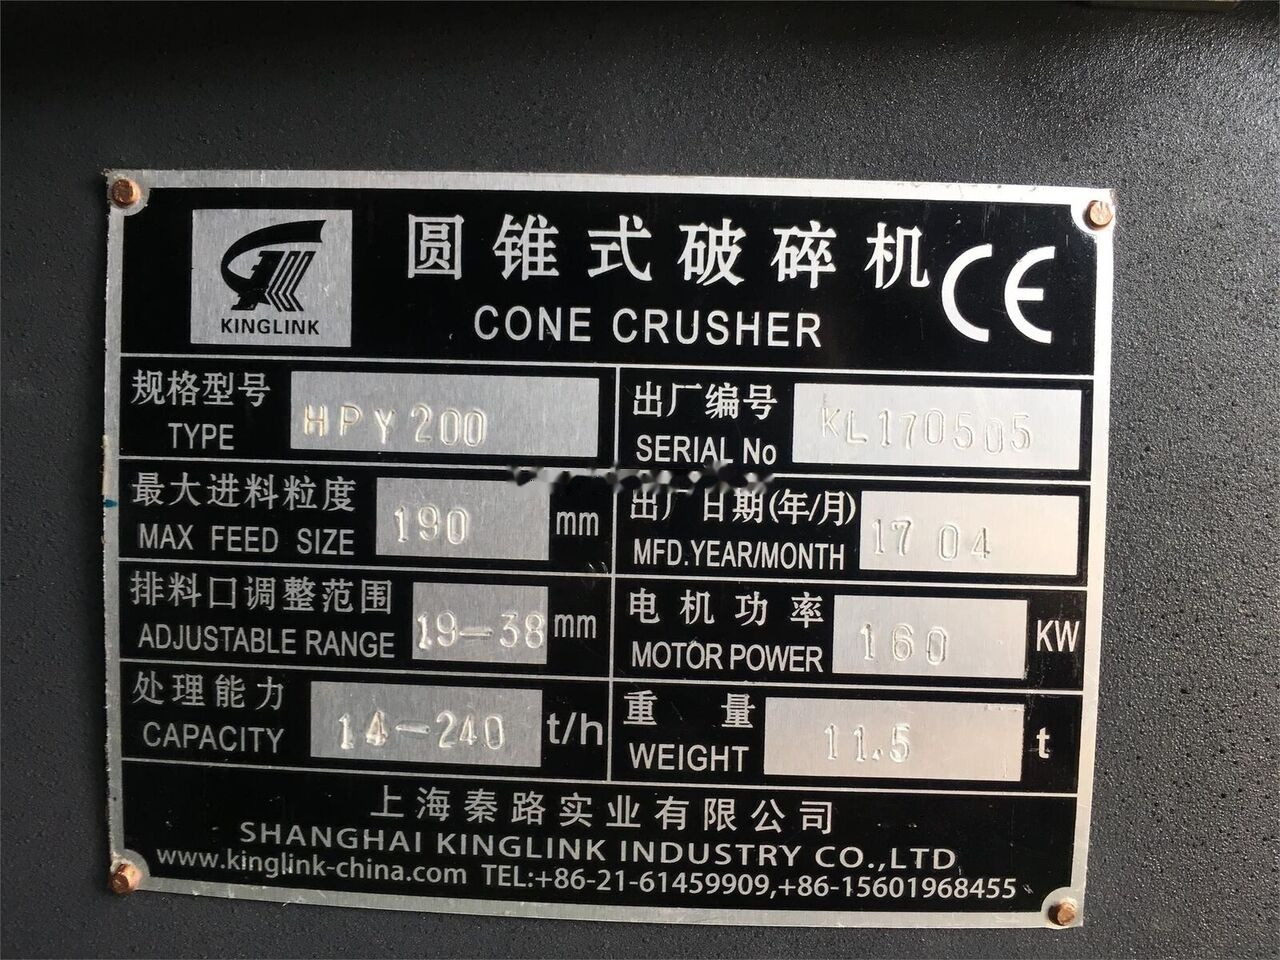 KINGLINK
圆锥式破碎机
CONE CRUSHER
CE
规格型号
TYPE
HPY200
出厂编号
SERIAL No
KL170505
最大进料粒度
MAX FEED SIZE
190
mm
出厂日期(年/月)
MFD.YEAR/MONTH
17 04
排料口调整范围
ADJUSTABLE RANGE
19-38
mm
电机功率
MOTOR POWER
160
KW
处理能力
CAPACITY
14-240
t/h
重量
WEIGHT
11.5
t
上海秦路实业有限公司
SHANGHAI KINGLINK INDUSTRY CO.,LTD
www.kinglink-china.com TEL:+86-21-61459909,+86-15601968455